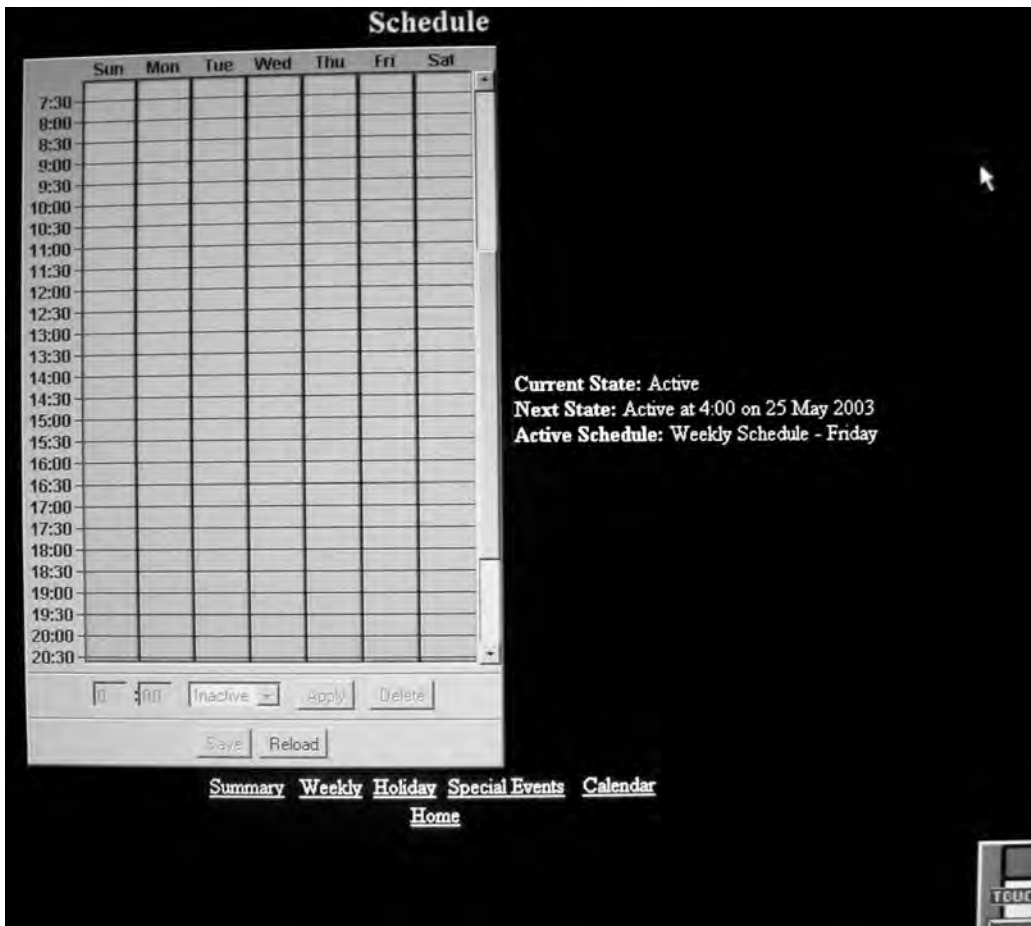 Schedule
Sun Mon Tue Wed Thu Fri Sat
7:30
8:00
8:30
9:00
9:30
10:00
10:30
11:00
11:30
12:00
12:30
13:00
13:30
14:00
14:30
15:00
15:30
16:00
16:30
17:00
17:30
18:00
18:30
19:00
19:30
20:00
20:30
Current State: Active
Next State: Active at 4:00 on 25 May 2003
Active Schedule: Weekly Schedule - Friday
0 :00 Inactive Apply Delete
Save Reload
Summary Weekly Holiday Special Events Calendar
Home
TOUC